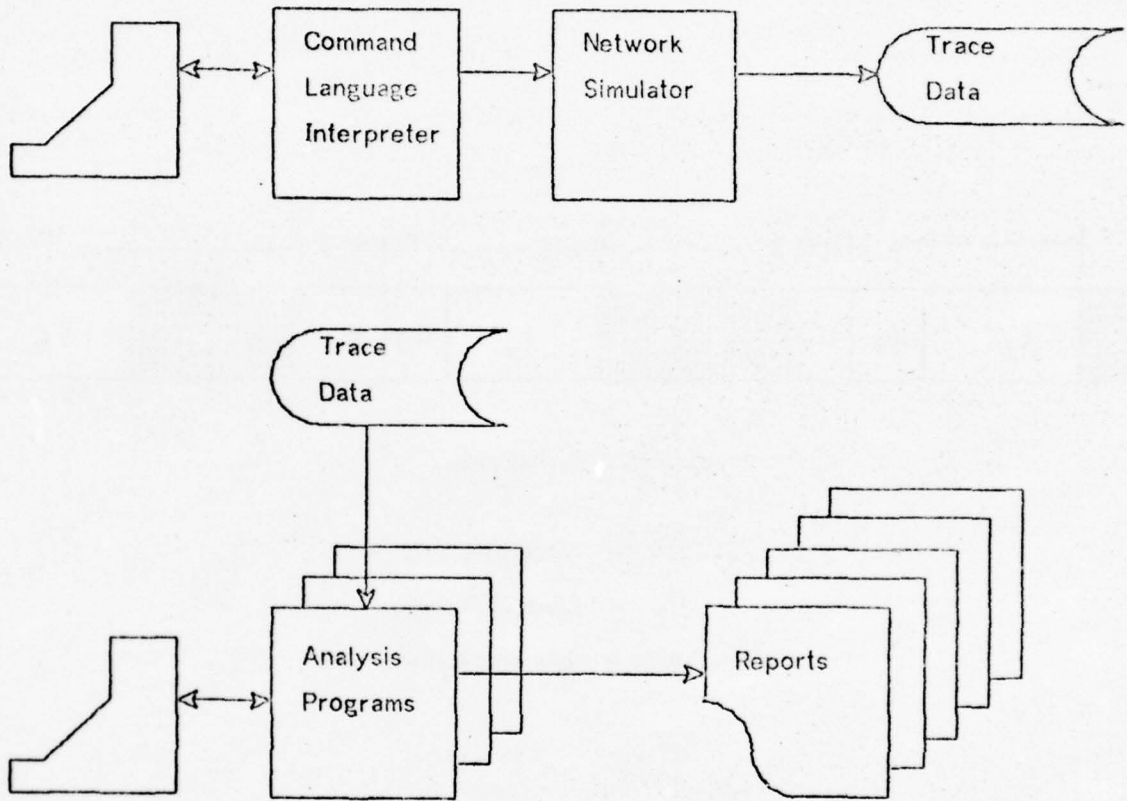 Command
Language
Interpreter
Network
Simulator
Trace
Data
Trace
Data
Analysis
Programs
Reports